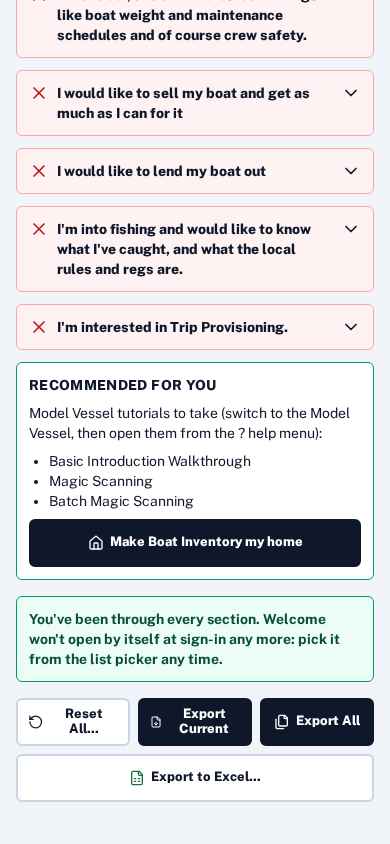 like boat weight and maintenance
schedules and of course crew safety.
I would like to sell my boat and get as
much as I can for it
I would like to lend my boat out
I'm into fishing and would like to know
what I've caught, and what the local
rules and regs are.
I'm interested in Trip Provisioning.
RECOMMENDED FOR YOU
Model Vessel tutorials to take (switch to the Model
Vessel, then open them from the ? help menu):
• Basic Introduction Walkthrough
• Magic Scanning
• Batch Magic Scanning
Make Boat Inventory my home
You've been through every section. Welcome
won't open by itself at sign-in any more: pick it
from the list picker any time.
Reset
All...
Export
Current
Export All
Export to Excel...